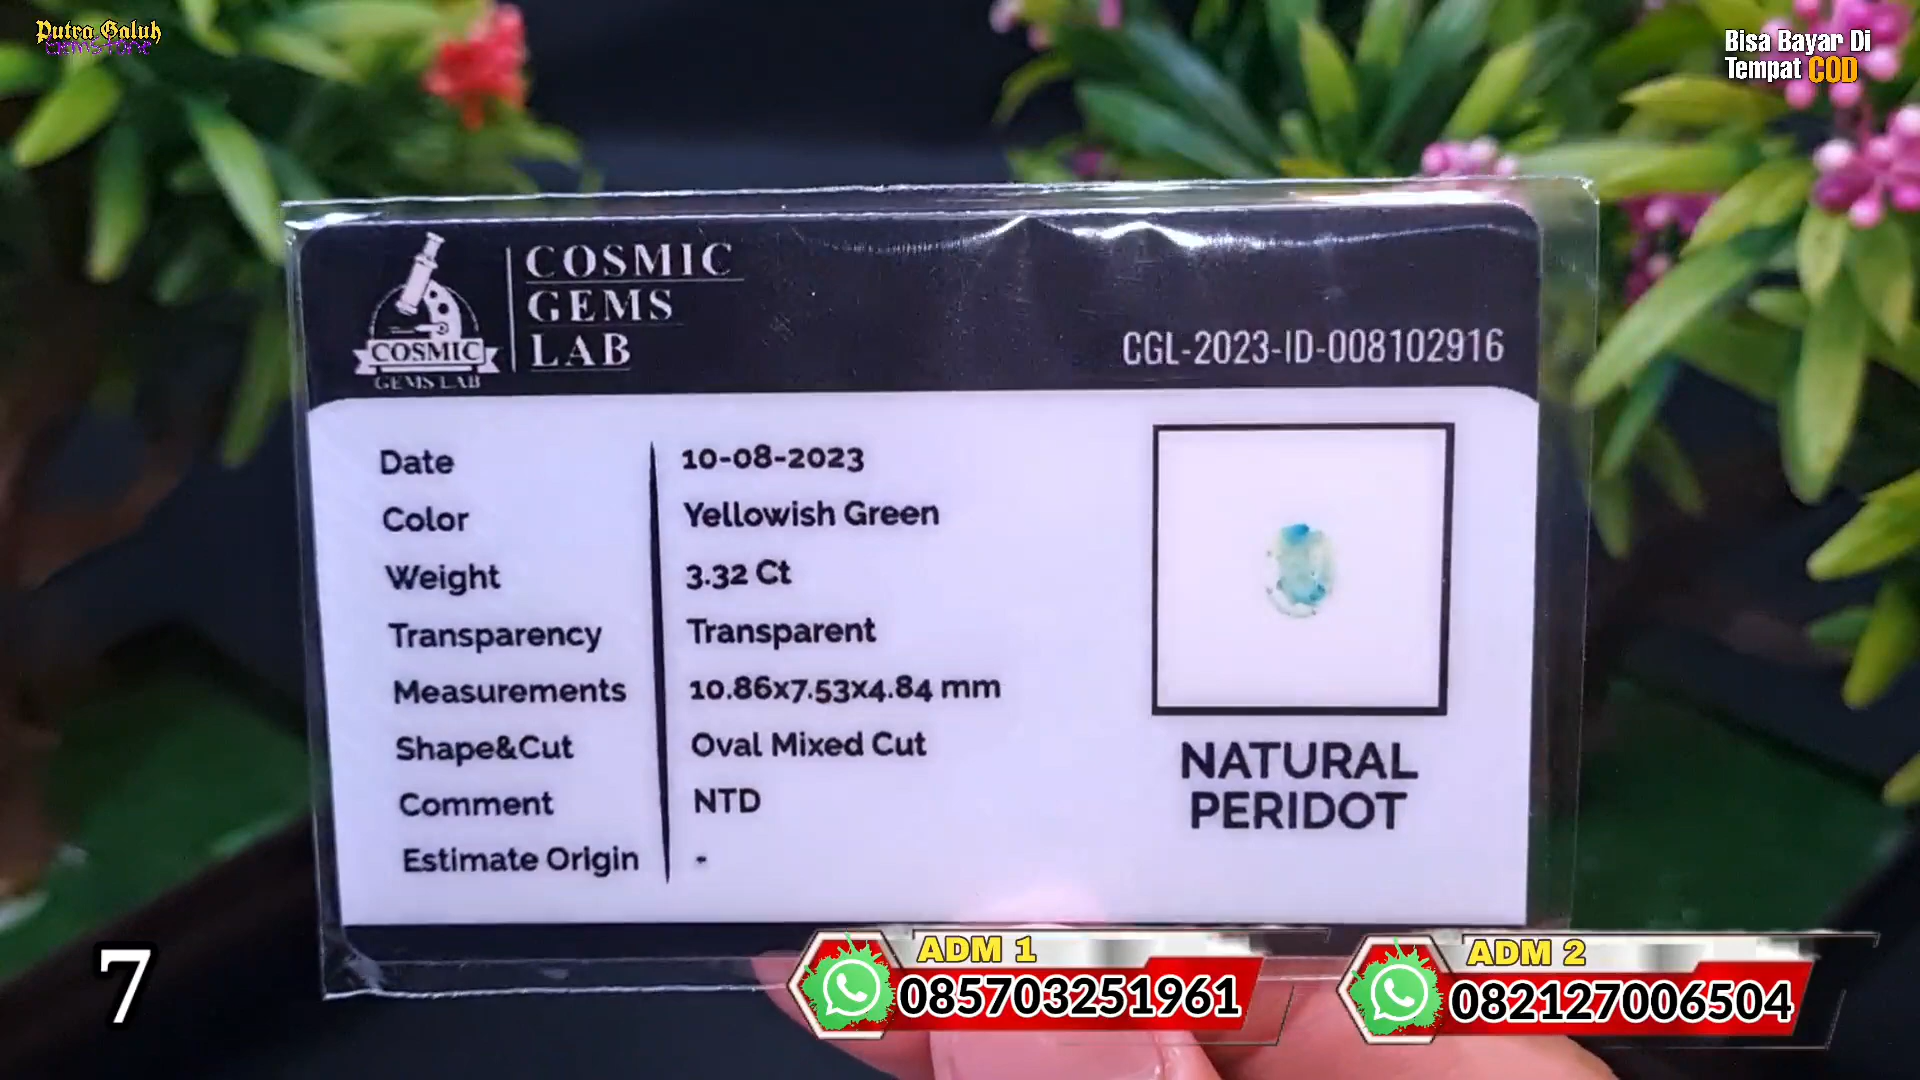 Putra Galuh
Gemstone
Bisa Bayar Di
Tempat COD
COSMIC
GEMS LAB
COSMIC
GEMS
LAB
CGL-2023-ID-008102916
Date 10-08-2023
Color Yellowish Green
Weight 3.32 Ct
Transparency Transparent
Measurements 10.86x7.53x4.84 mm
Shape&Cut Oval Mixed Cut
Comment NTD
Estimate Origin -
NATURAL
PERIDOT
7
ADM 1
085703251961
ADM 2
082127006504